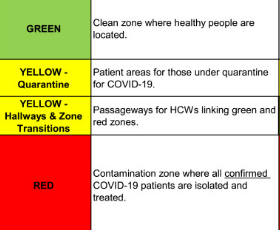 GREEN
Clean zone where healthy people are
located.
YELLOW -
Quarantine
Patient areas for those under quarantine
for COVID-19.
YELLOW -
Hallways & Zone
Transitions
Passageways for HCWs linking green and
red zones.
RED
Contamination zone where all confirmed
COVID-19 patients are isolated and
treated.